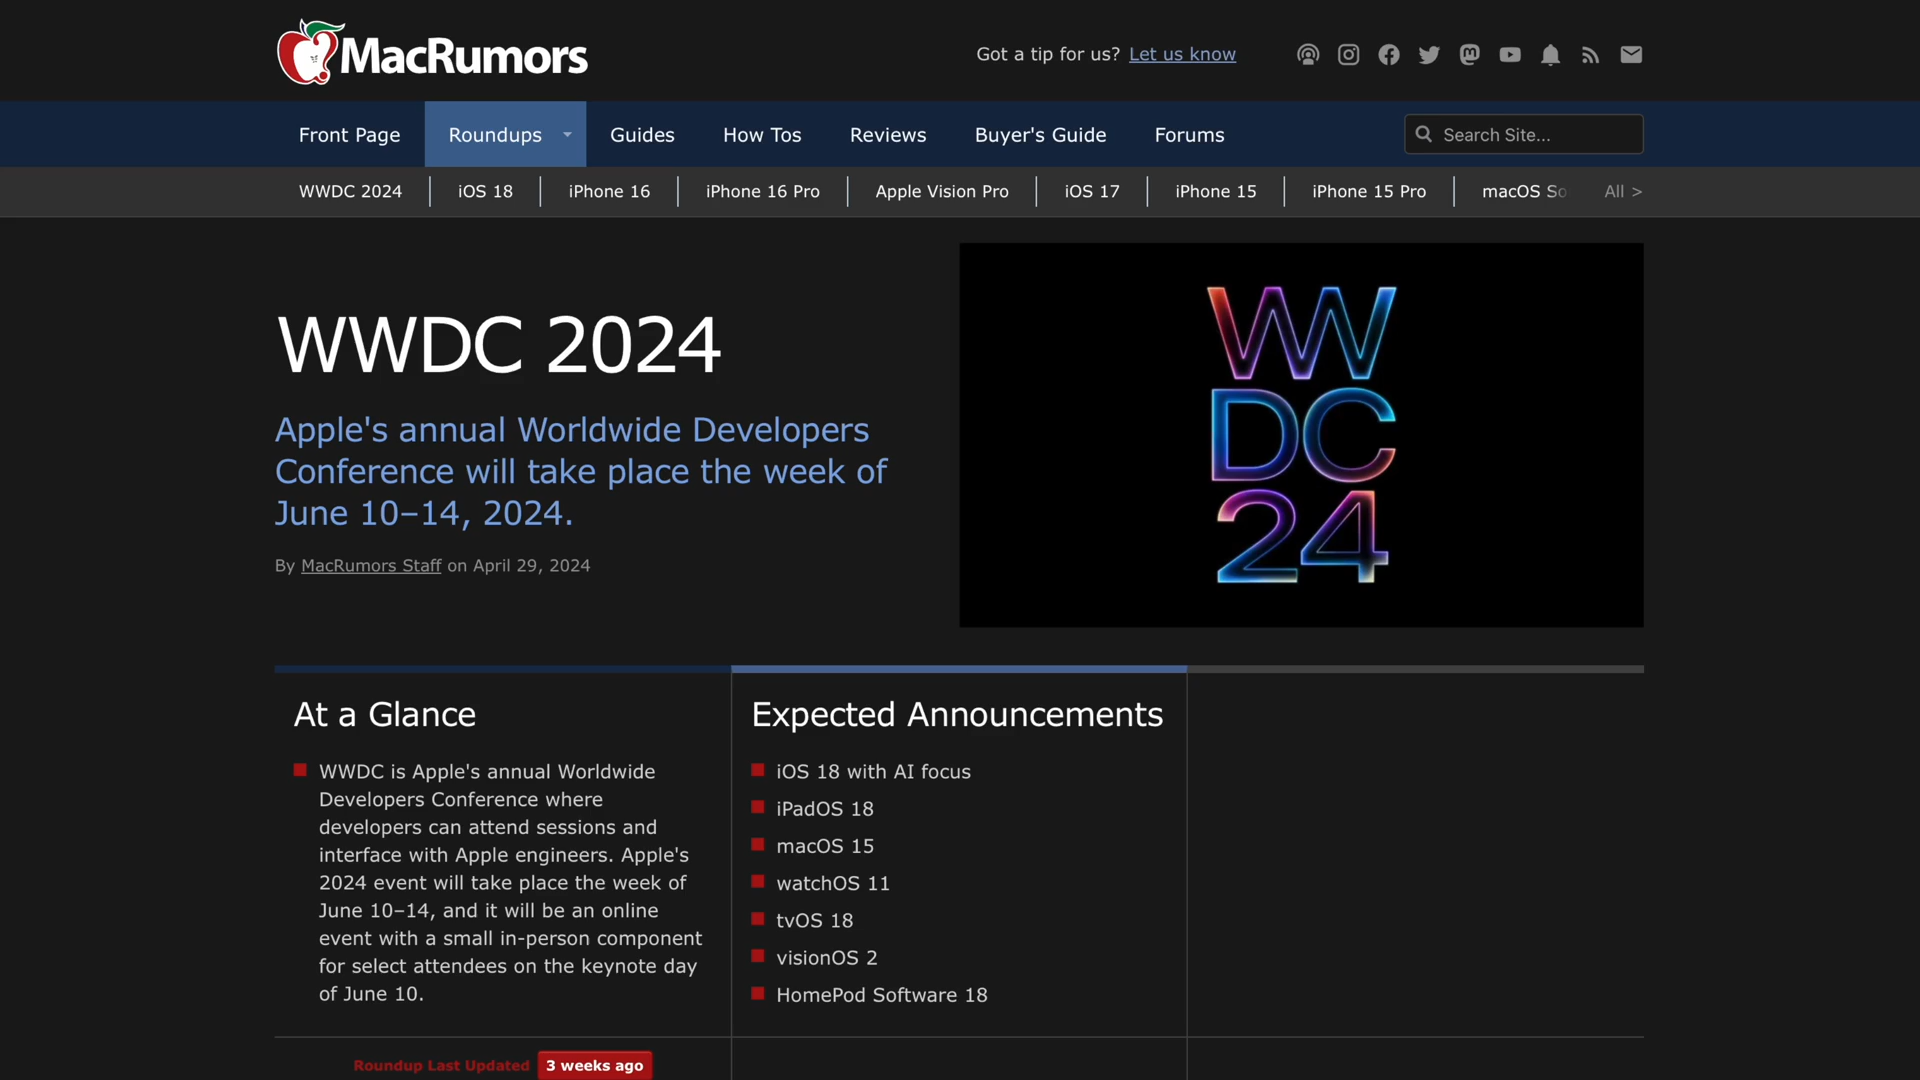 MacRumors
Got a tip for us? Let us know
Front Page Roundups Guides How Tos Reviews Buyer's Guide Forums Search Site...
WWDC 2024 iOS 18 iPhone 16 iPhone 16 Pro Apple Vision Pro iOS 17 iPhone 15 iPhone 15 Pro macOS So All >
WWDC 2024
Apple's annual Worldwide Developers
Conference will take place the week of
June 10–14, 2024.
By MacRumors Staff on April 29, 2024
WW
DC
24
At a Glance
WWDC is Apple's annual Worldwide
Developers Conference where
developers can attend sessions and
interface with Apple engineers. Apple's
2024 event will take place the week of
June 10–14, and it will be an online
event with a small in-person component
for select attendees on the keynote day
of June 10.
Roundup Last Updated 3 weeks ago
Expected Announcements
iOS 18 with AI focus
iPadOS 18
macOS 15
watchOS 11
tvOS 18
visionOS 2
HomePod Software 18